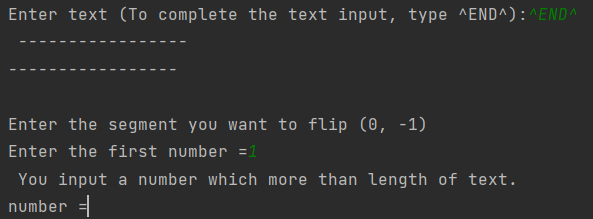 Enter text (To complete the text input, type ^END^):^END^
-----------------
-----------------
Enter the segment you want to flip (0, -1)
Enter the first number =1
You input a number which more than length of text.
number =